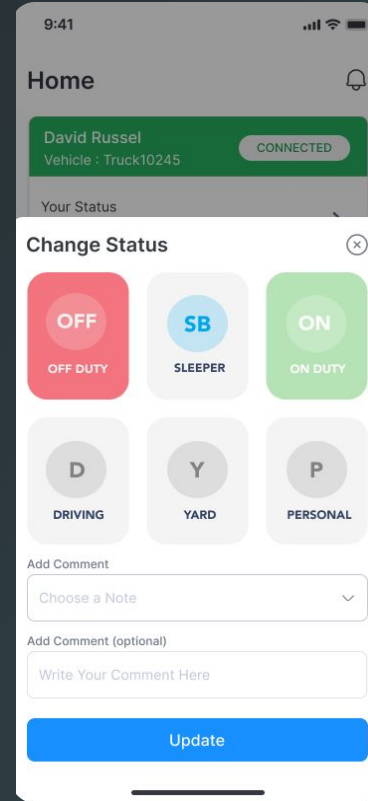 9:41
Home
David Russel
CONNECTED
Vehicle : Truck10245
Your Status
Change Status
OFF
SB
ON
OFF DUTY
SLEEPER
ON DUTY
D
Y
P
DRIVING
YARD
PERSONAL
Add Comment
Choose a Note
Add Comment (optional)
Write Your Comment Here
Update